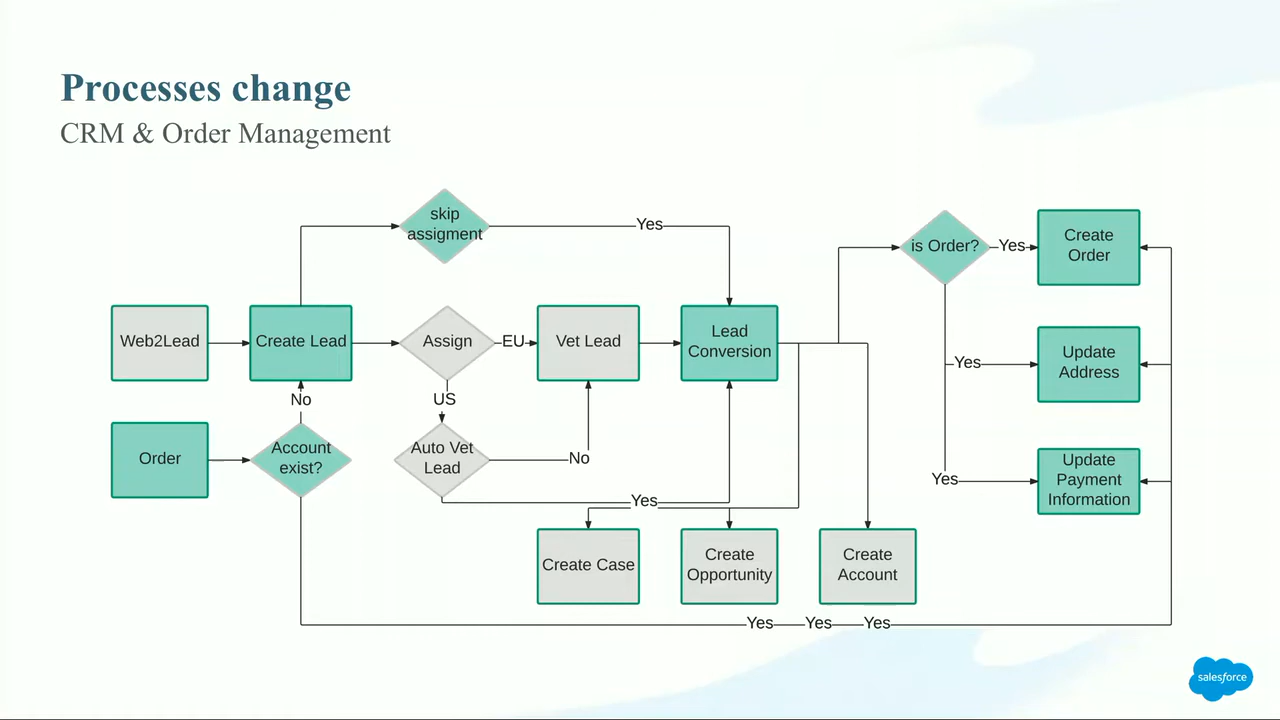 Processes change
CRM & Order Management
skip
assigment
Yes
is Order?
Yes
Create
Order
Web2Lead
Create Lead
Assign
EU
Vet Lead
Lead
Conversion
Yes
Update
Address
No
US
Order
Account
exist?
Auto Vet
Lead
No
Yes
Update
Payment
Information
Yes
Create Case
Create
Opportunity
Create
Account
Yes
Yes
Yes
salesforce